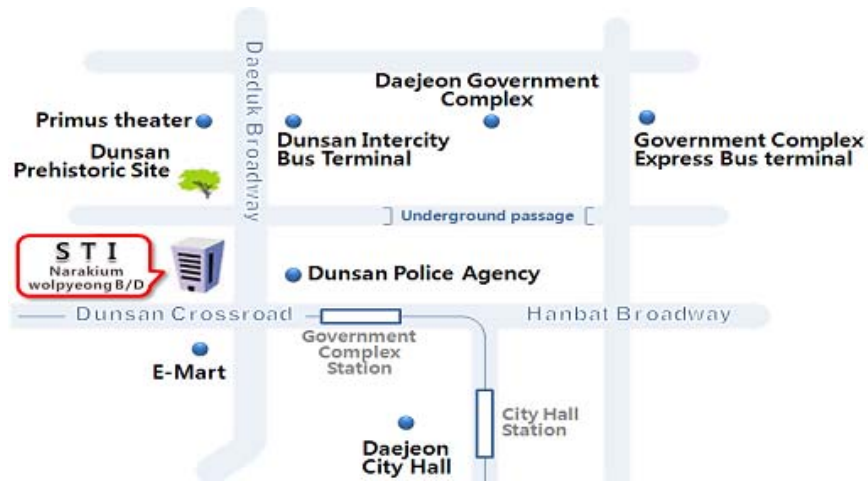 Daeduk Broadway
Daejeon Government
Complex
Primus theater
Dunsan
Prehistoric Site
Dunsan Intercity
Bus Terminal
Government Complex
Express Bus terminal
Underground passage
STI
Narakium
wolpyeong B/D
Dunsan Police Agency
Dunsan Crossroad
Hanbat Broadway
Government
Complex
Station
E-Mart
City Hall
Station
Daejeon
City Hall